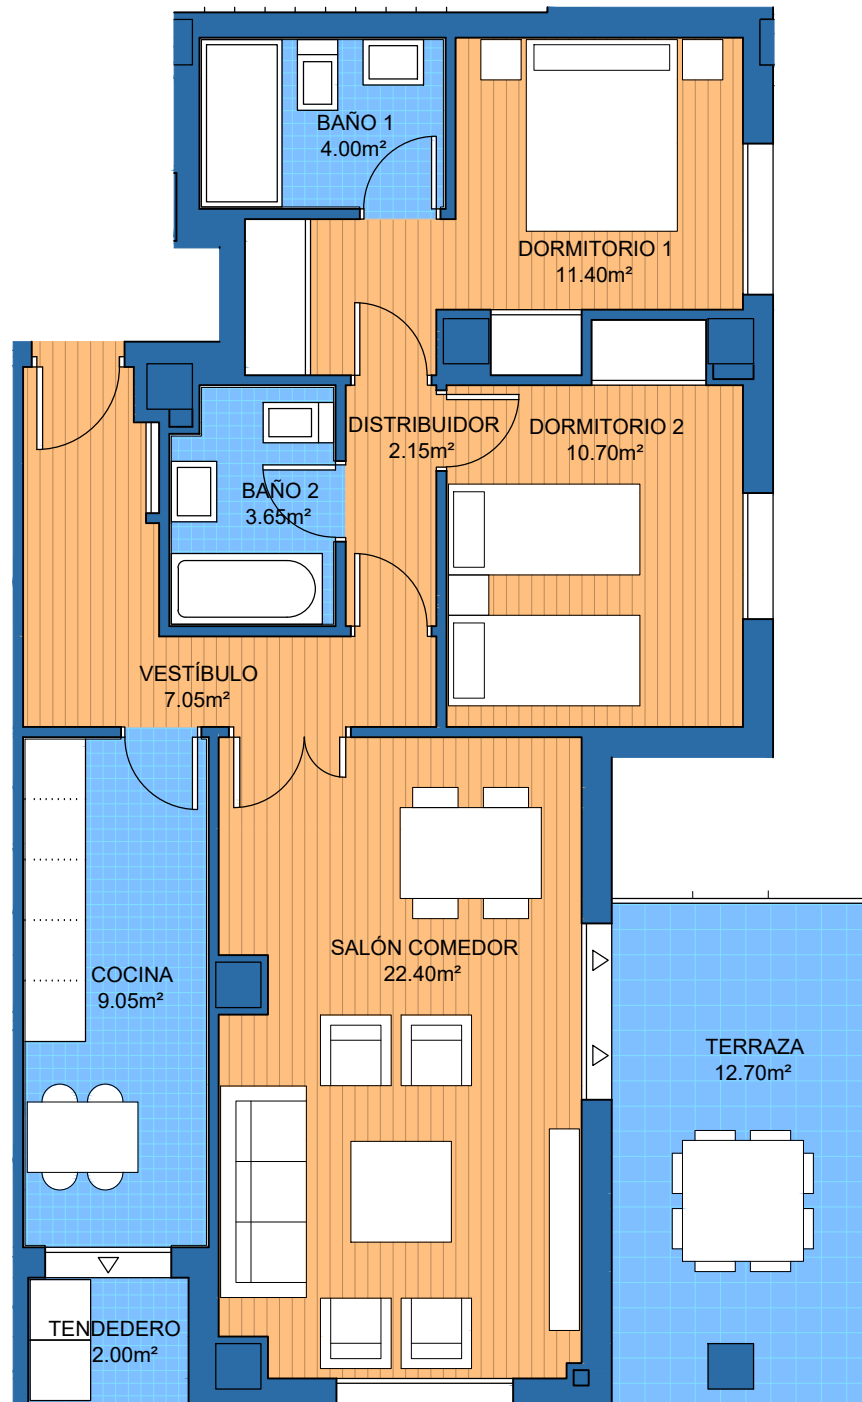 BAÑO 1
4.00m²
DORMITORIO 1
11.40m²
DISTRIBUIDOR
2.15m²
DORMITORIO 2
10.70m²
BAÑO 2
3.65m²
VESTÍBULO
7.05m²
SALÓN COMEDOR
22.40m²
COCINA
9.05m²
TERRAZA
12.70m²
TENDEDERO
2.00m²